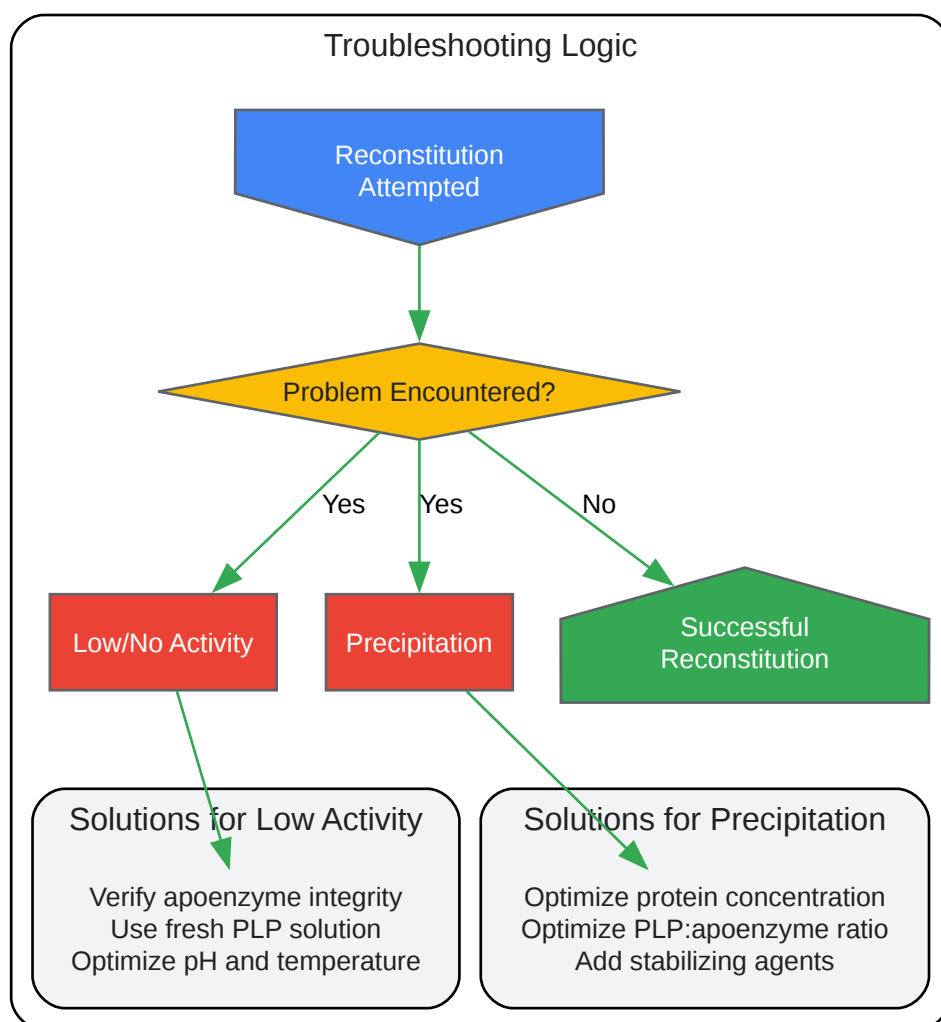 Troubleshooting Logic
Reconstitution
Attempted
Problem Encountered?
Yes
Yes
No
Low/No Activity
Precipitation
Successful
Reconstitution
Solutions for Low Activity
Verify apoenzyme integrity
Use fresh PLP solution
Optimize pH and temperature
Solutions for Precipitation
Optimize protein concentration
Optimize PLP:apoenzyme ratio
Add stabilizing agents